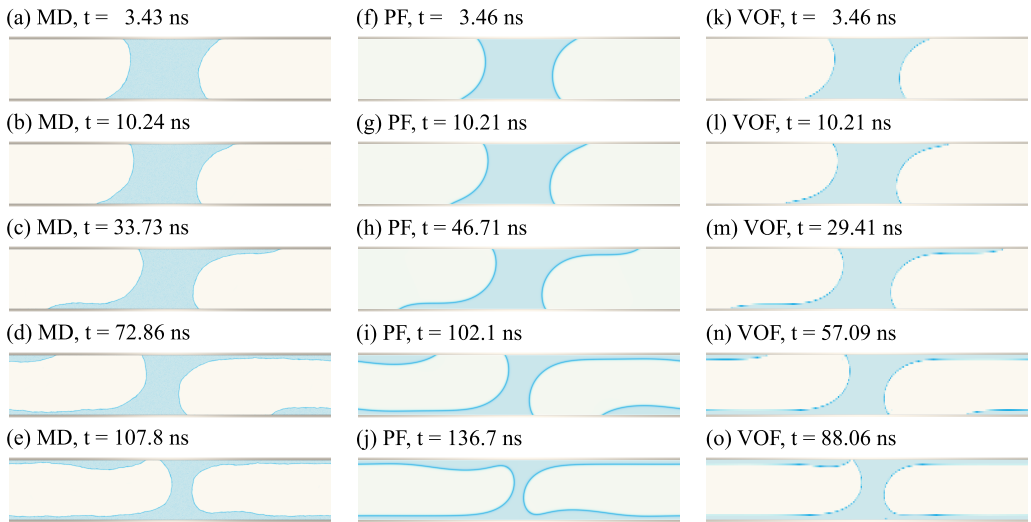 (a) MD, t = 3.43 ns
(f) PF, t = 3.46 ns
(k) VOF, t = 3.46 ns
(b) MD, t = 10.24 ns
(g) PF, t = 10.21 ns
(l) VOF, t = 10.21 ns
(c) MD, t = 33.73 ns
(h) PF, t = 46.71 ns
(m) VOF, t = 29.41 ns
(d) MD, t = 72.86 ns
(i) PF, t = 102.1 ns
(n) VOF, t = 57.09 ns
(e) MD, t = 107.8 ns
(j) PF, t = 136.7 ns
(o) VOF, t = 88.06 ns